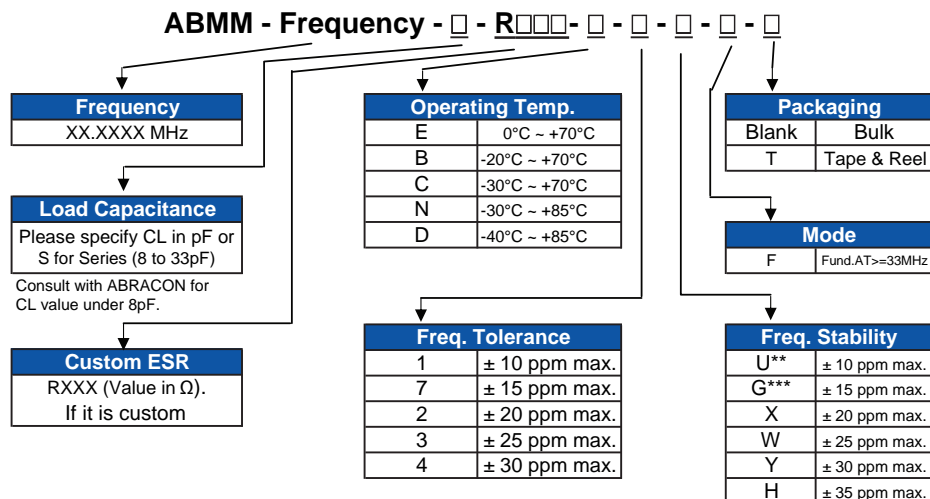 ABMM - Frequency - □ - R□□□- □ - □ - □ - □ - □
Frequency
XX.XXXX MHz
Load Capacitance
Please specify CL in pF or
S for Series (8 to 33pF)
Consult with ABRACON for
CL value under 8pF.
Custom ESR
RXXX (Value in Ω).
If it is custom
Operating Temp.
E 0°C ~ +70°C
B -20°C ~ +70°C
C -30°C ~ +70°C
N -30°C ~ +85°C
D -40°C ~ +85°C
Freq. Tolerance
1 ± 10 ppm max.
7 ± 15 ppm max.
2 ± 20 ppm max.
3 ± 25 ppm max.
4 ± 30 ppm max.
Packaging
Blank Bulk
T Tape & Reel
Mode
F Fund.AT>=33MHz
Freq. Stability
U** ± 10 ppm max.
G*** ± 15 ppm max.
X ± 20 ppm max.
W ± 25 ppm max.
Y ± 30 ppm max.
H ± 35 ppm max.